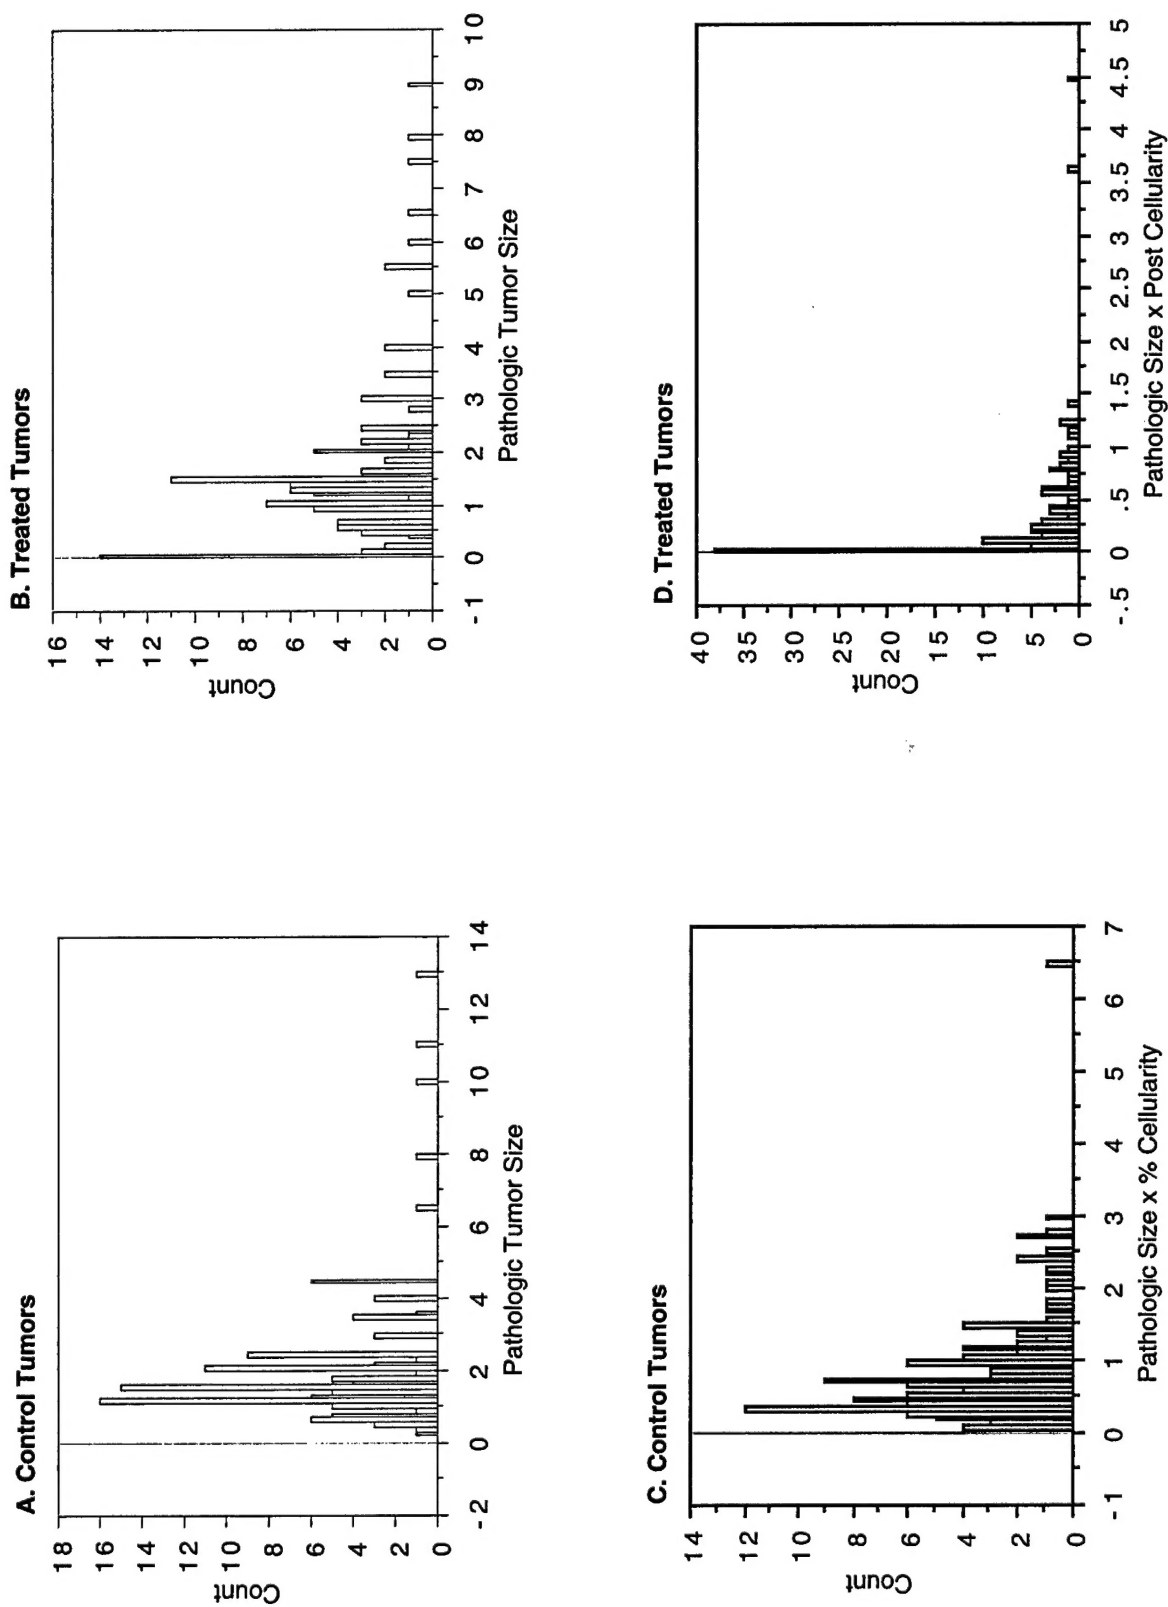 A. Control Tumors
18
16
14
12
10
8
6
4
2
0
Count
-2 0 2 4 6 8 10 12 14
Pathologic Tumor Size
B. Treated Tumors
16
14
12
10
8
6
4
2
0
Count
-1 0 1 2 3 4 5 6 7 8 9 10
Pathologic Tumor Size
C. Control Tumors
14
12
10
8
6
4
2
0
Count
-1 0 1 2 3 4 5 6 7
Pathologic Size x % Cellularity
D. Treated Tumors
40
35
30
25
20
15
10
5
0
Count
-.5 0 .5 1 1.5 2 2.5 3 3.5 4 4.5 5
Pathologic Size x Post Cellularity